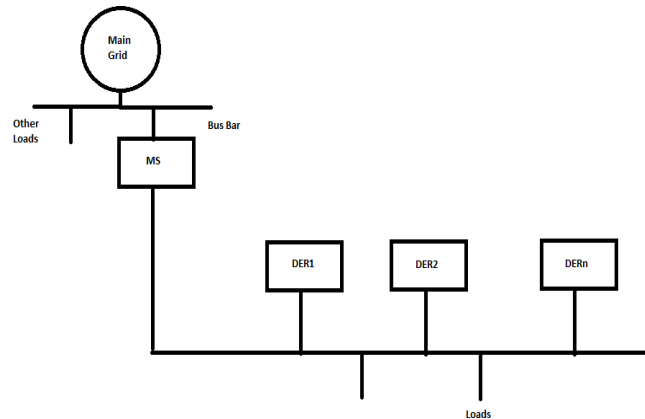 Main
Grid
Other
Loads
Bus Bar
MS
DER1
DER2
DERn
Loads